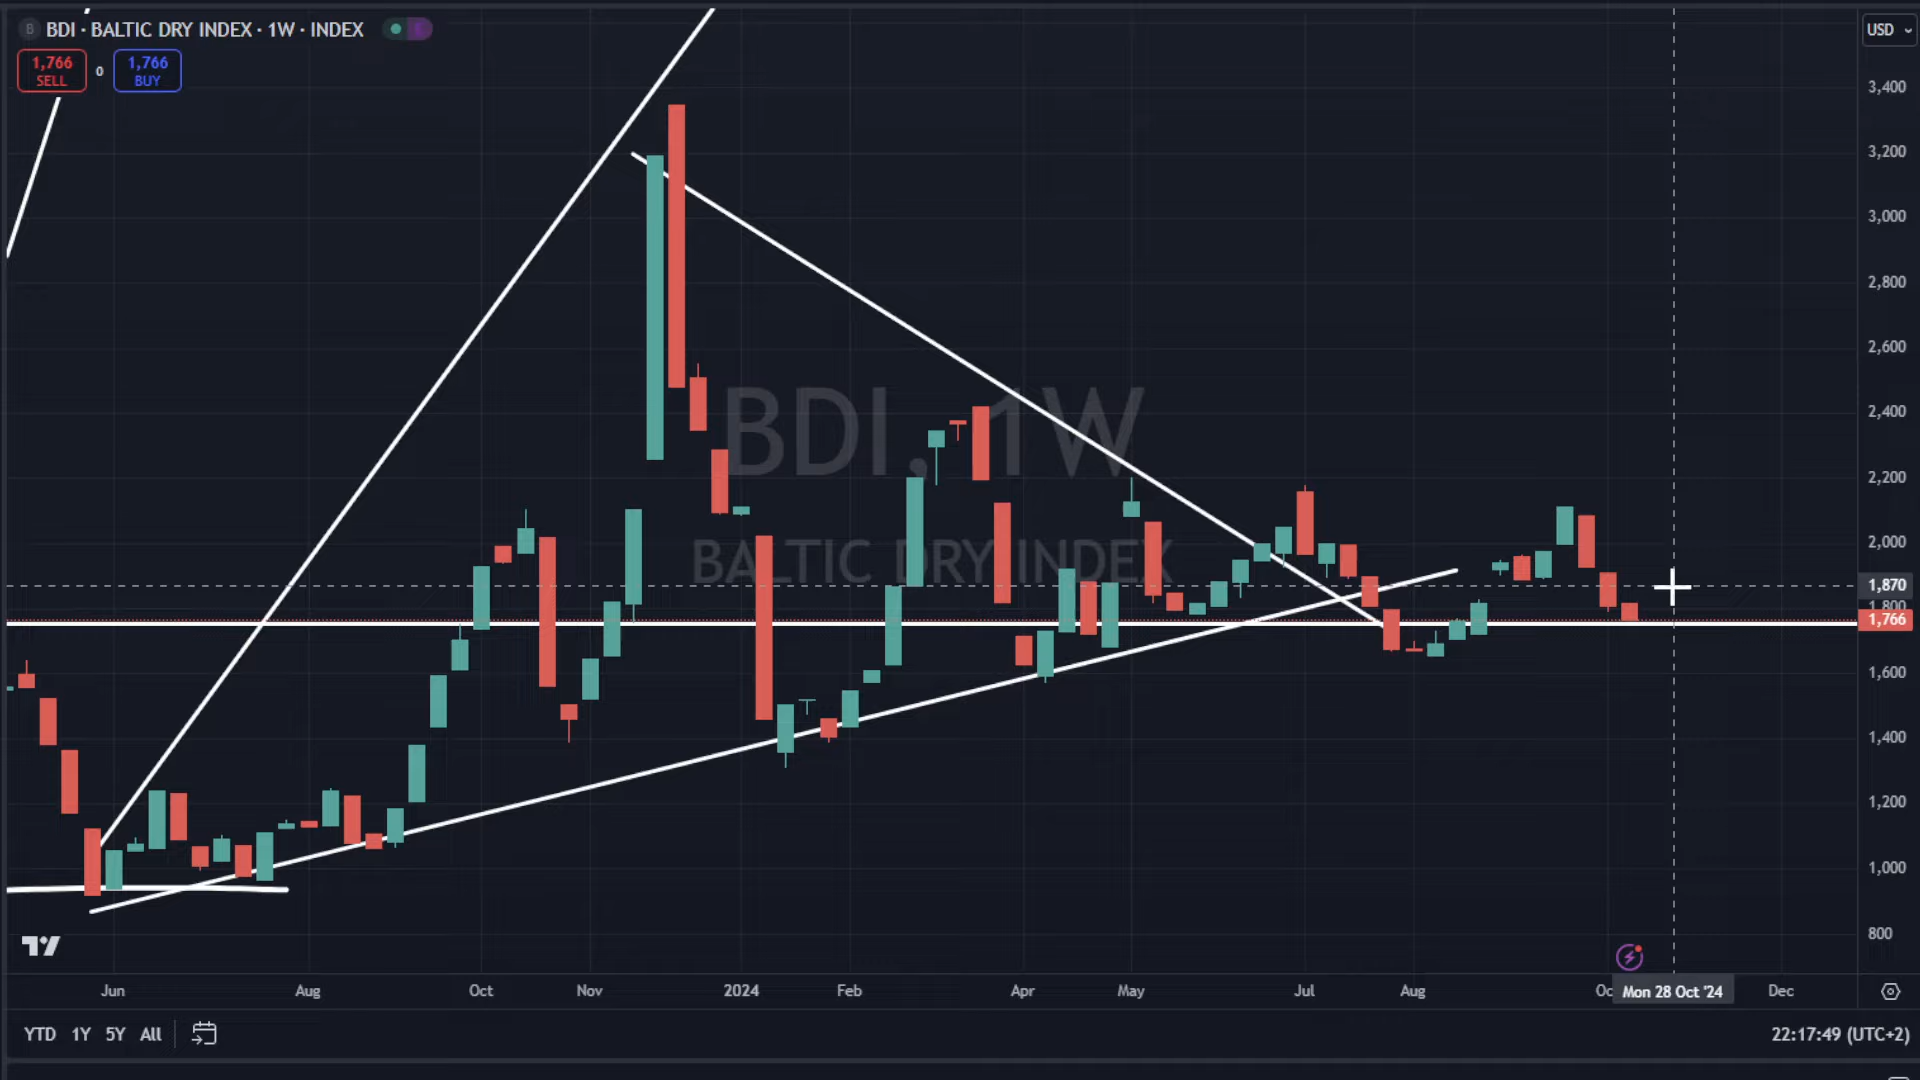 B BDI · BALTIC DRY INDEX · 1W · INDEX
USD
1,766
SELL
0
1,766
BUY
3,400
3,200
3,000
2,800
2,600
2,400
2,200
2,000
1,870
1,800
1,766
1,600
1,400
1,200
1,000
800
BDI, 1W
BALTIC DRY INDEX
Jun
Aug
Oct
Nov
2024
Feb
Apr
May
Jul
Aug
Oc
Mon 28 Oct '24
Dec
YTD 1Y 5Y All
22:17:49 (UTC+2)